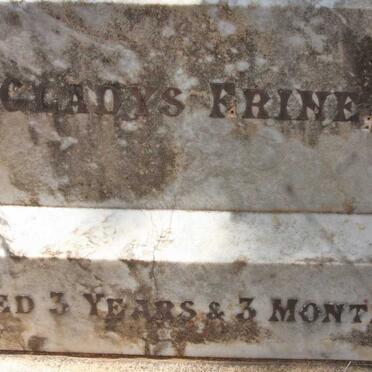 GLADYS FRINE
ED 3 YEARS & 3 MONT